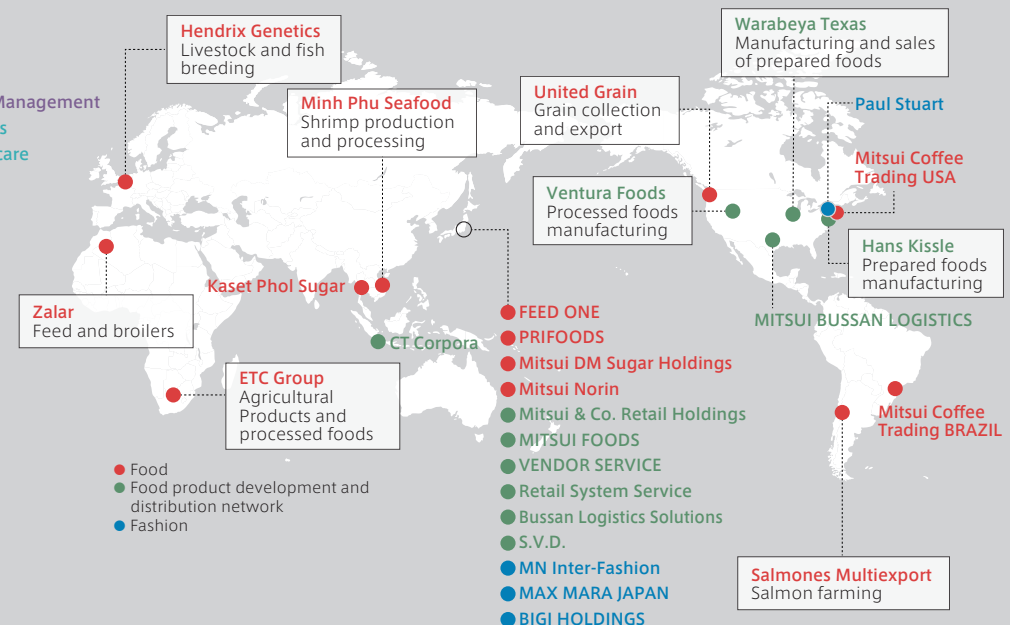 Management
s
care
Hendrix Genetics
Livestock and fish
breeding
Minh Phu Seafood
Shrimp production
and processing
United Grain
Grain collection
and export
Warabeya Texas
Manufacturing and sales
of prepared foods
Paul Stuart
Mitsui Coffee
Trading USA
Ventura Foods
Processed foods
manufacturing
Hans Kissle
Prepared foods
manufacturing
MITSUI BUSSAN LOGISTICS
Kaset Phol Sugar
Zalar
Feed and broilers
CT Corpora
ETC Group
Agricultural
Products and
processed foods
FEED ONE
PRIFOODS
Mitsui DM Sugar Holdings
Mitsui Norin
Mitsui & Co. Retail Holdings
MITSUI FOODS
VENDOR SERVICE
Retail System Service
Bussan Logistics Solutions
S.V.D.
MN Inter-Fashion
MAX MARA JAPAN
BIGI HOLDINGS
Mitsui Coffee
Trading BRAZIL
Salmones Multiexport
Salmon farming
Food
Food product development and
distribution network
Fashion